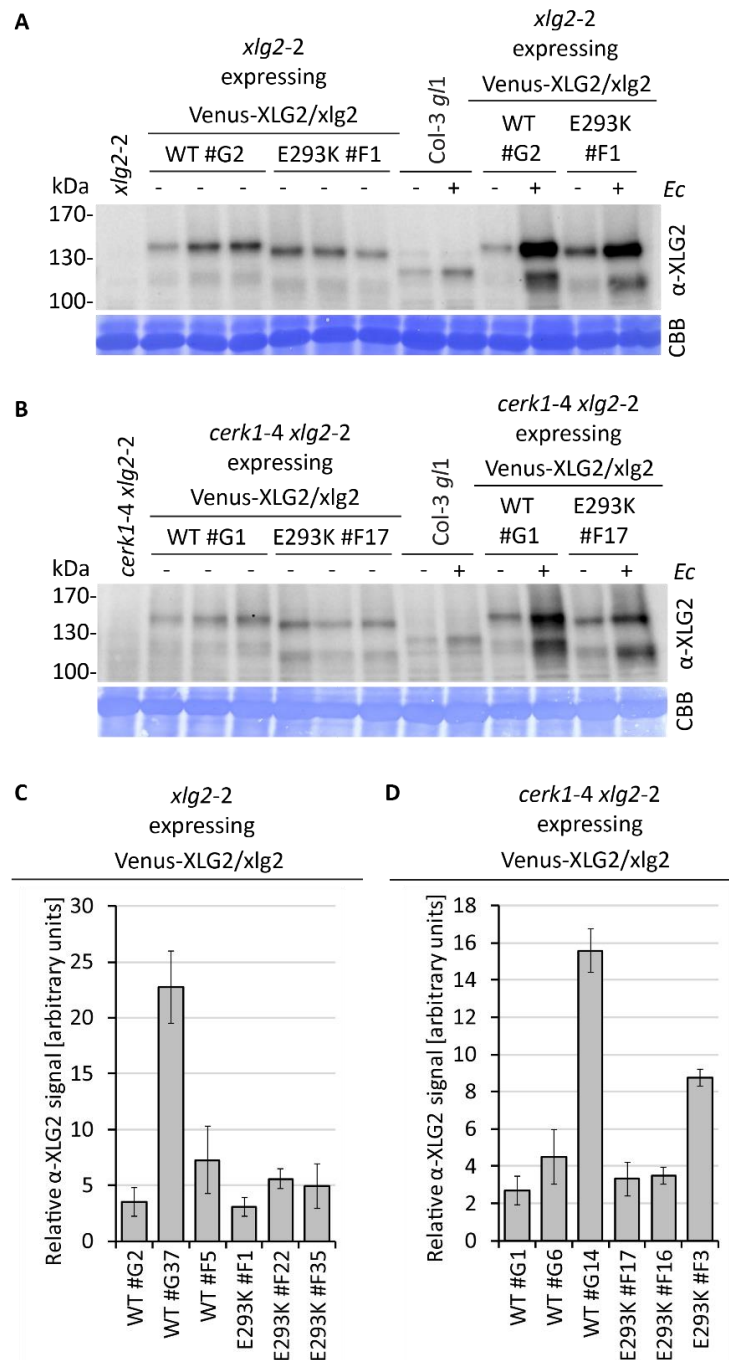 A
xlg2-2
expressing
Venus-XLG2/xlg2
xlg2-2
expressing
Venus-XLG2/xlg2
xlg2-2
WT #G2
E293K #F1
Col-3 gl1
WT
#G2
E293K
#F1
kDa
- - - - - - - + - + - + Ec
170-
130-
100-
α-XLG2
CBB
B
cerk1-4 xlg2-2
expressing
Venus-XLG2/xlg2
cerk1-4 xlg2-2
expressing
Venus-XLG2/xlg2
cerk1-4 xlg2-2
WT #G1
E293K #F17
Col-3 gl1
WT
#G1
E293K
#F17
kDa
- - - - - - - + - + - + Ec
170-
130-
100-
α-XLG2
CBB
C
xlg2-2
expressing
Venus-XLG2/xlg2
Relative α-XLG2 signal [arbitrary units]
30
25
20
15
10
5
0
WT #G2
WT #G37
WT #F5
E293K #F1
E293K #F22
E293K #F35
D
cerk1-4 xlg2-2
expressing
Venus-XLG2/xlg2
Relative α-XLG2 signal [arbitrary units]
18
16
14
12
10
8
6
4
2
0
WT #G1
WT #G6
WT #G14
E293K #F17
E293K #F16
E293K #F3